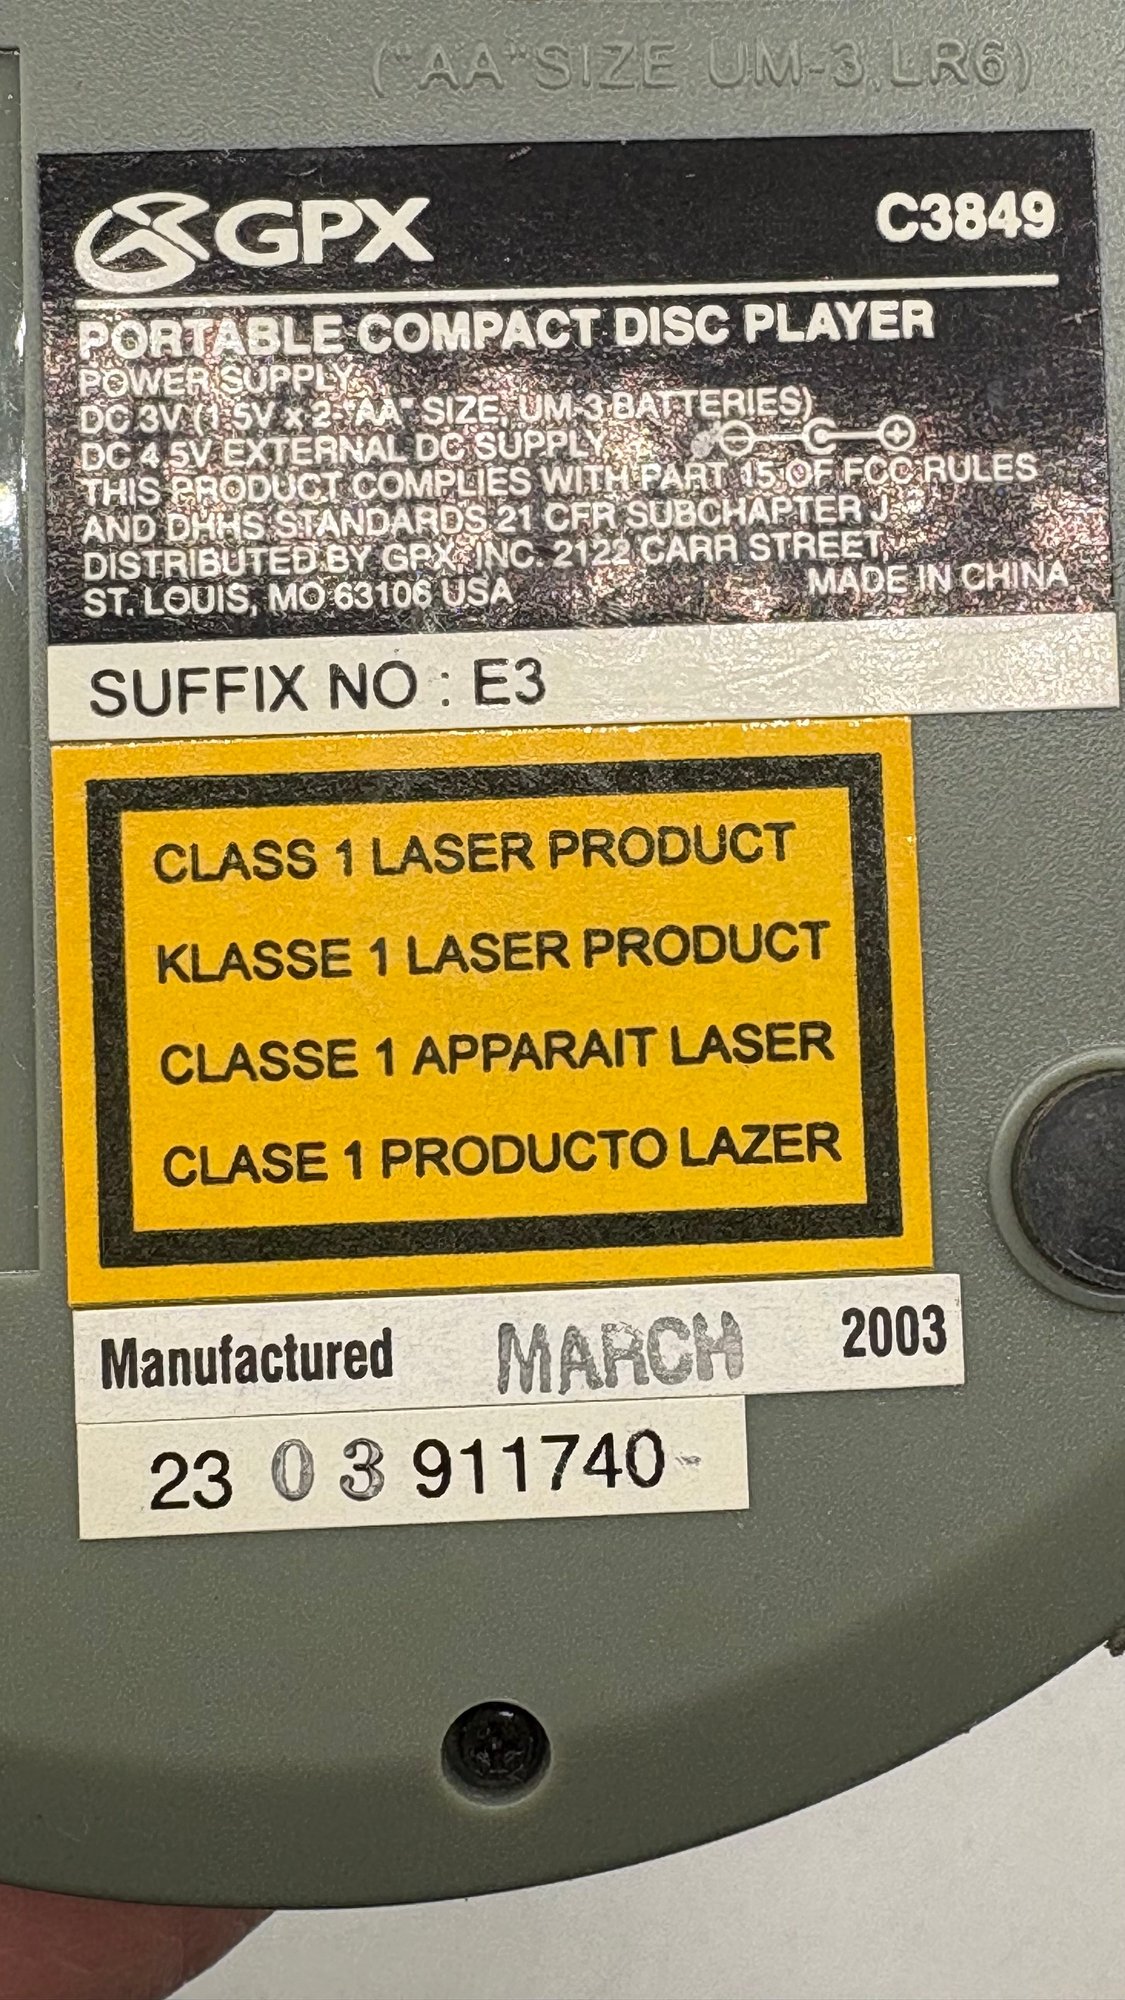 ("AA" SIZE UM-3, LR6)
GPX C3849
PORTABLE COMPACT DISC PLAYER
POWER SUPPLY
DC 3V (1.5V x 2 "AA" SIZE, UM-3 BATTERIES)
DC 4.5V EXTERNAL DC SUPPLY
THIS PRODUCT COMPLIES WITH PART 15 OF FCC RULES
AND DHHS STANDARDS 21 CFR SUBCHAPTER J
DISTRIBUTED BY GPX, INC. 2122 CARR STREET,
ST. LOUIS, MO 63106 USA MADE IN CHINA
SUFFIX NO : E3
CLASS 1 LASER PRODUCT
KLASSE 1 LASER PRODUCT
CLASSE 1 APPARAIT LASER
CLASE 1 PRODUCTO LAZER
Manufactured MARCH 2003
23 03 911740